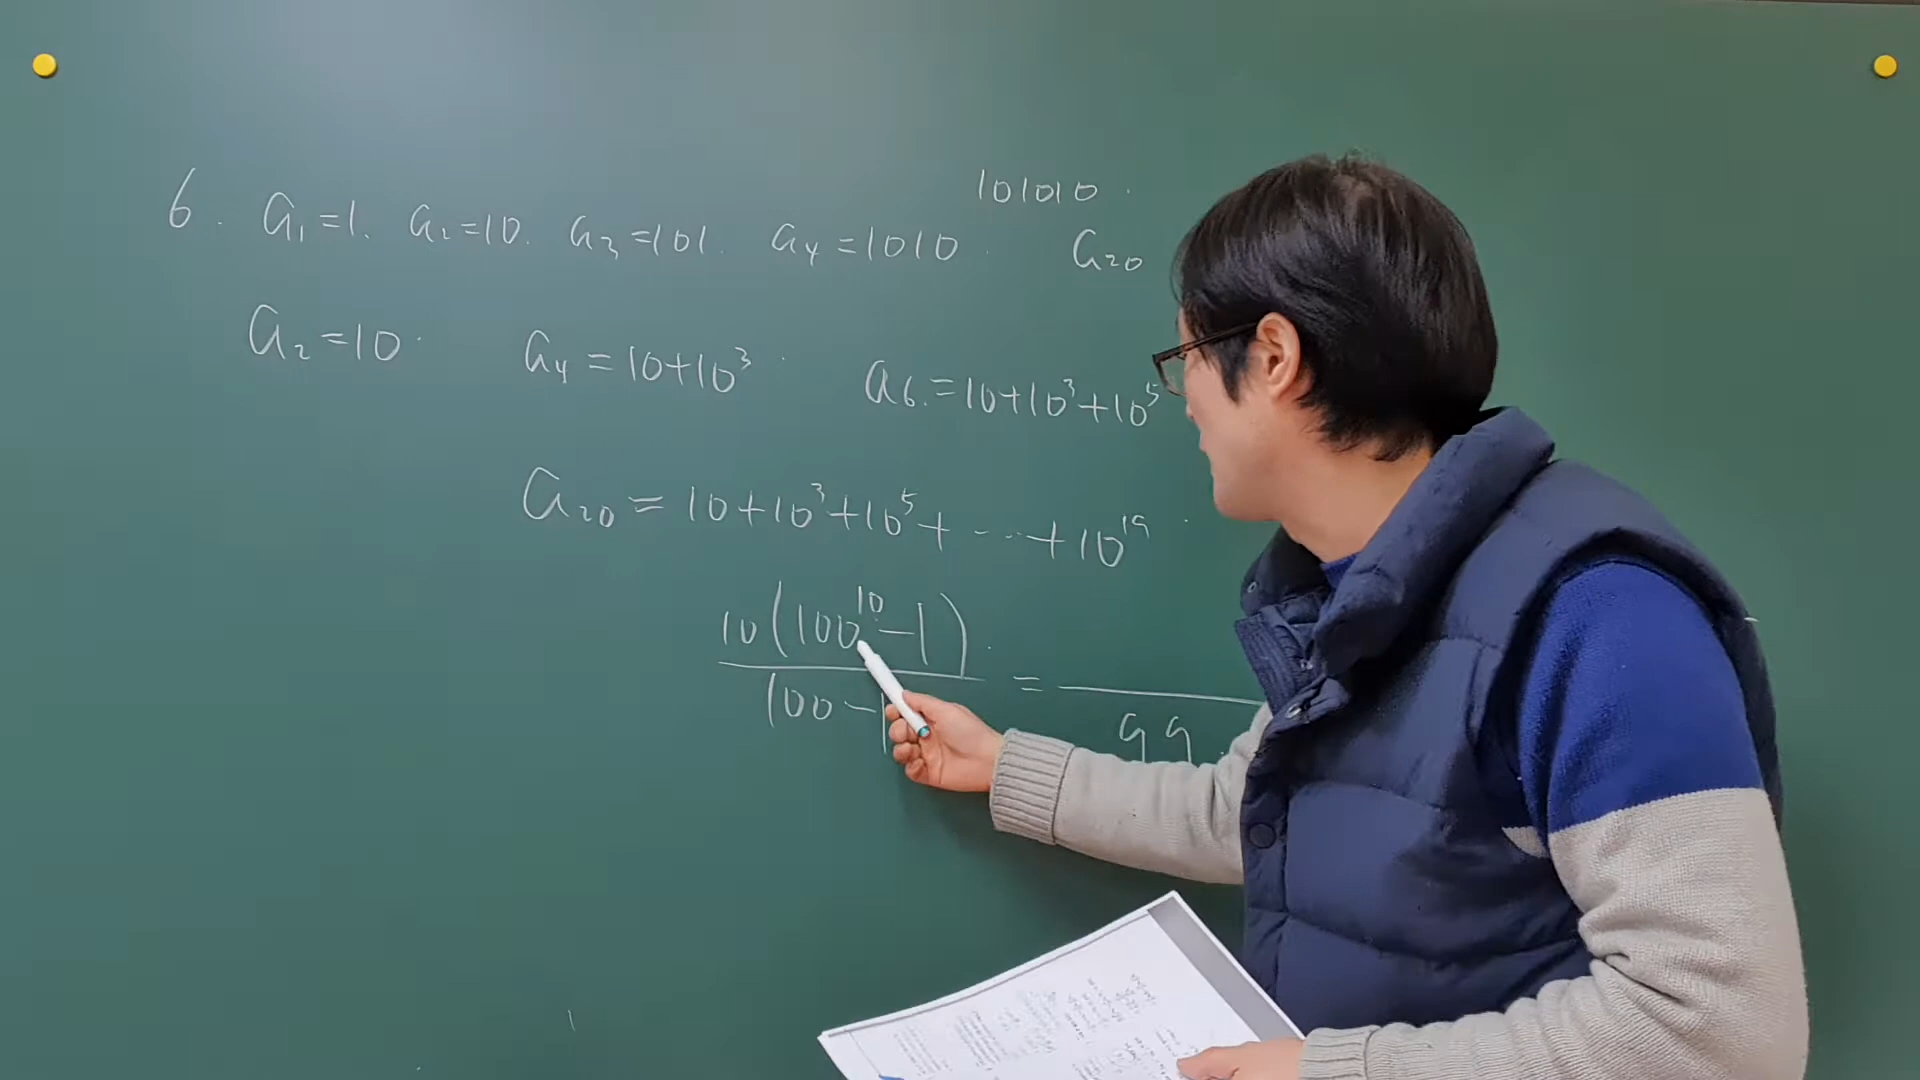 101010
6. a₁=1. a₂=10. a₃=101. a₄=1010. a₂₀
a₂=10. a₄=10+10³. a₆.=10+10³+10⁵
a₂₀=10+10³+10⁵+⋯+10¹⁹.
10(100¹⁰-1)
=
100-1
99.